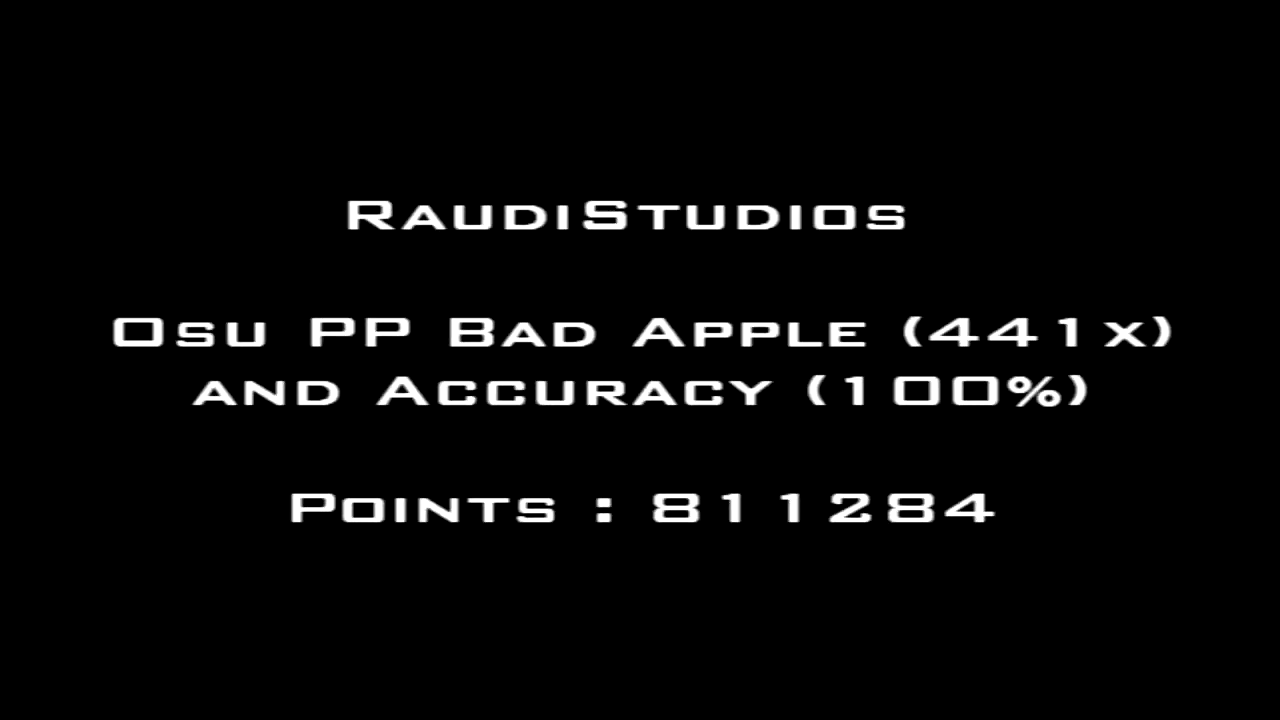 RaudiStudios
Osu PP Bad Apple (441x)
and Accuracy (100%)
Points : 811284